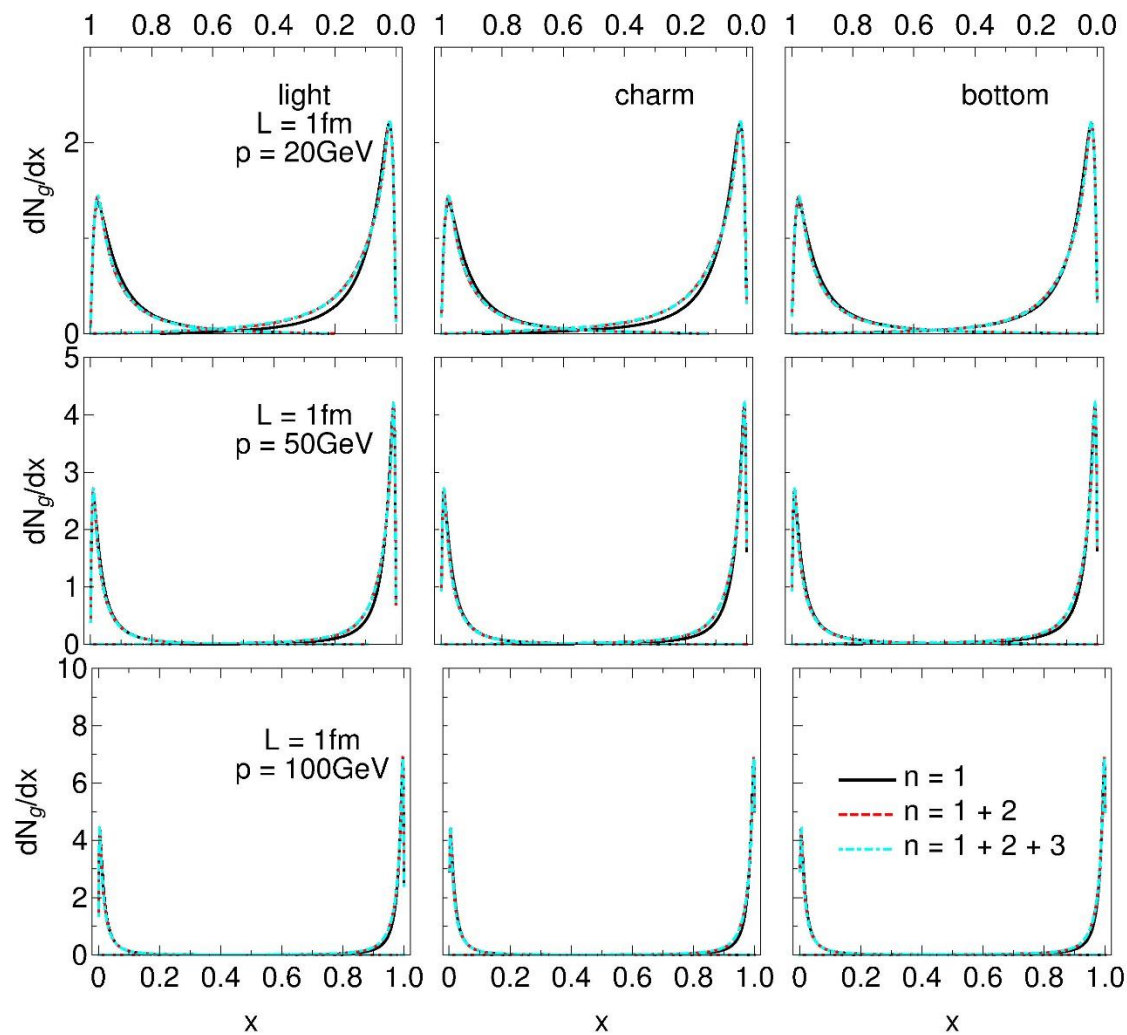 1 0.8 0.6 0.4 0.2 0.0 1 0.8 0.6 0.4 0.2 0.0 1 0.8 0.6 0.4 0.2 0.0
light
L = 1fm
p = 20GeV
charm
bottom
dN_g/dx
2
1
0
L = 1fm
p = 50GeV
dN_g/dx
5
4
3
2
1
0
L = 1fm
p = 100GeV
dN_g/dx
10
8
6
4
2
0
n = 1
n = 1 + 2
n = 1 + 2 + 3
0 0.2 0.4 0.6 0.8 1.0 0 0.2 0.4 0.6 0.8 1.0 0 0.2 0.4 0.6 0.8 1.0
x x x